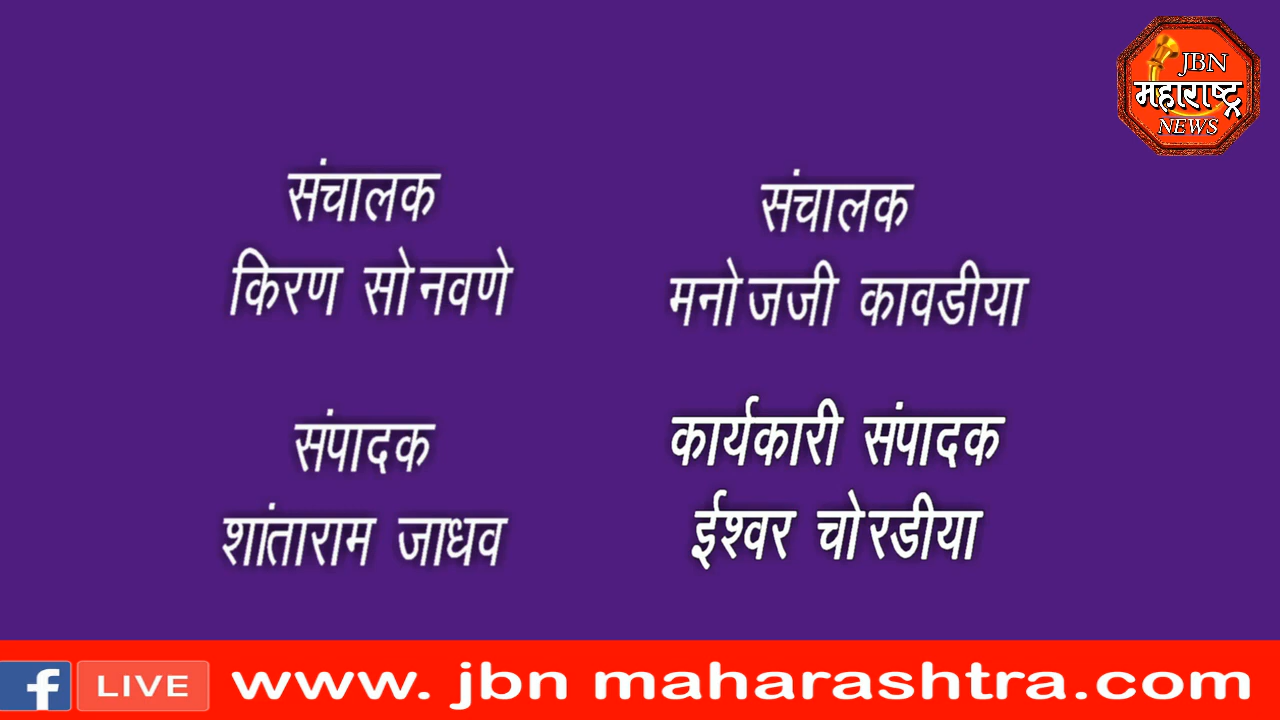 JBN
महाराष्ट्र
NEWS
संचालक
किरण सोनवणे
संचालक
मनोजजी कावडीया
संपादक
शांताराम जाधव
कार्यकारी संपादक
ईश्वर चोरडीया
f LIVE www. jbn maharashtra.com